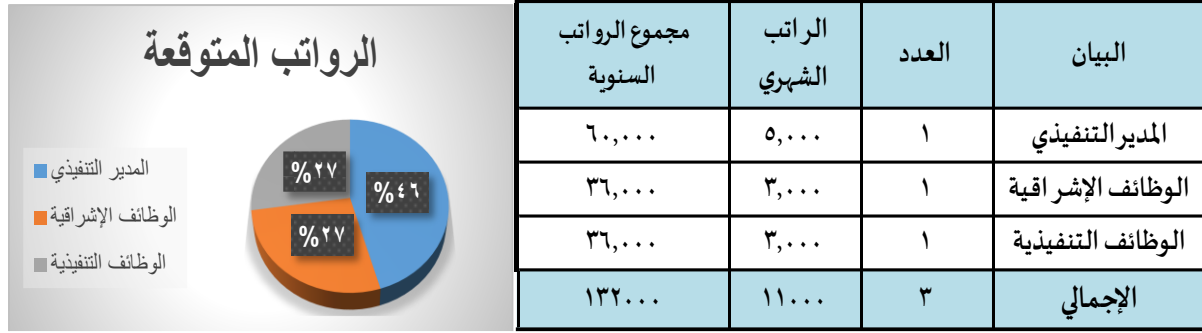 الرواتب المتوقعة
%٤٦
%٢٧
%٢٧
المدير التنفيذي
الوظائف الإشراقية
الوظائف التنفيذية
البيان العدد الراتب الشهري مجموع الرواتب السنوية
المدير التنفيذي ١ ٥,٠٠٠ ٦٠,٠٠٠
الوظائف الإشراقية ١ ٣,٠٠٠ ٣٦,٠٠٠
الوظائف التنفيذية ١ ٣,٠٠٠ ٣٦,٠٠٠
الإجمالي ٣ ١١٠٠٠ ١٣٢٠٠٠